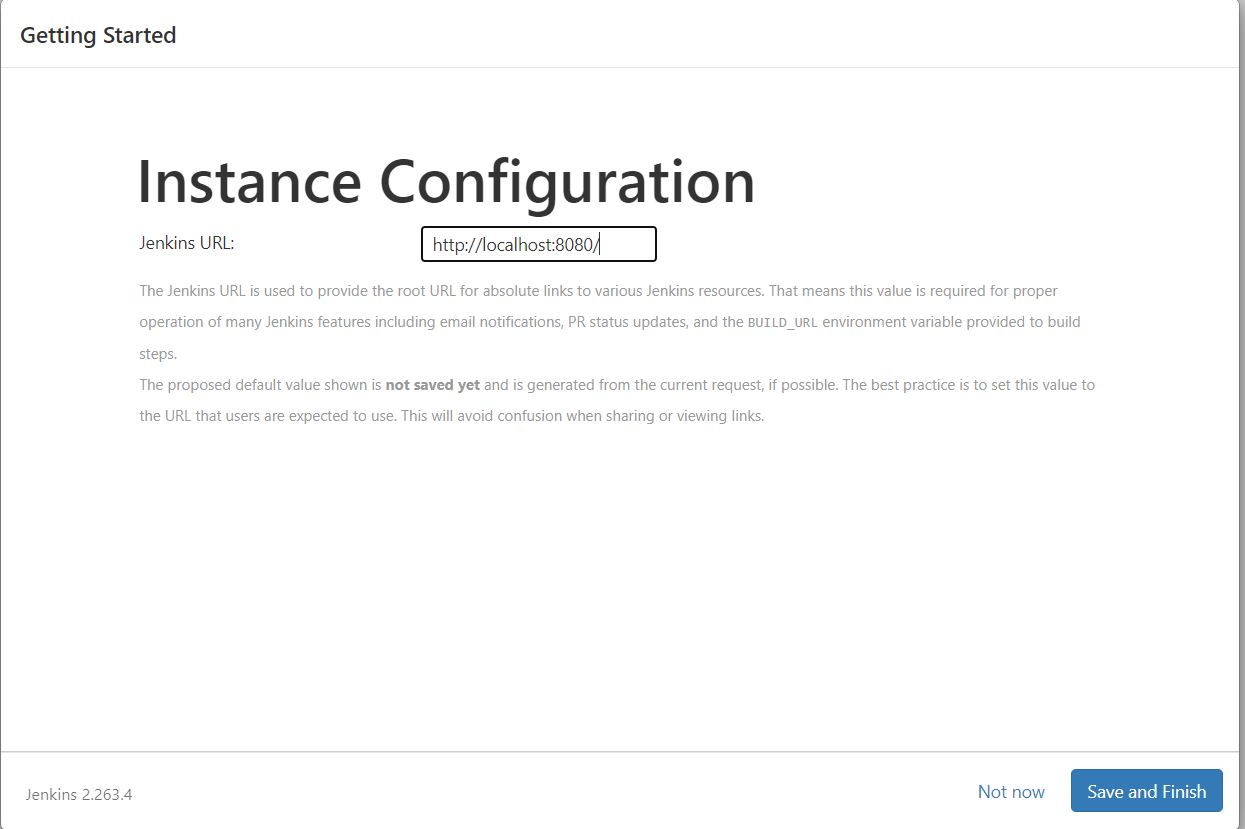 Getting Started
Instance Configuration
Jenkins URL: http://localhost:8080/
The Jenkins URL is used to provide the root URL for absolute links to various Jenkins resources. That means this value is required for proper
operation of many Jenkins features including email notifications, PR status updates, and the BUILD_URL environment variable provided to build
steps.
The proposed default value shown is not saved yet and is generated from the current request, if possible. The best practice is to set this value to
the URL that users are expected to use. This will avoid confusion when sharing or viewing links.
Jenkins 2.263.4 Not now Save and Finish